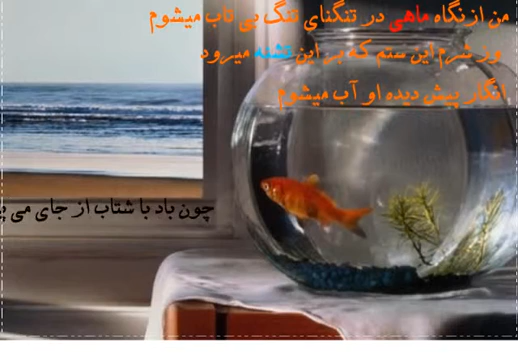 من از نگاه ماهی در تنگنای تنگ بی تاب میشوم
وز شرم این ستم که بر این تشنه میرود
انگار پیش دیده او آب میشوم
چون باد با شتاب از جای می